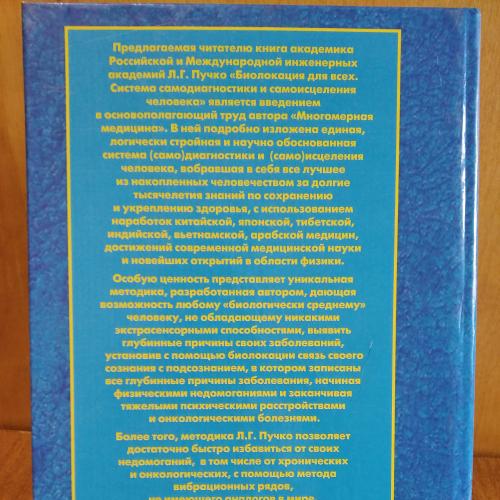 Предлагаемая читателю книга академика
Российской и Международной инженерных
академий Л.Г. Пучко «Биолокация для всех.
Система самодиагностики и самоисцеления
человека» является введением
в основополагающий труд автора «Многомерная
медицина». В ней подробно изложена единая,
логически стройная и научно обоснованная
система (само)диагностики и (само)исцеления
человека, вобравшая в себя все лучшее
из накопленных человечеством за долгие
тысячелетия знаний по сохранению
и укреплению здоровья, с использованием
наработок китайской, японской, тибетской,
индийской, вьетнамской, арабской медицин,
достижений современной медицинской науки
и новейших открытий в области физики.
Особую ценность представляет уникальная
методика, разработанная автором, дающая
возможность любому «биологически среднему»
человеку, не обладающему никакими
экстрасенсорными способностями, выявить
глубинные причины своих заболеваний,
установив с помощью биолокации связь своего
сознания с подсознанием, в котором записаны
все глубинные причины заболевания, начиная
физическими недомоганиями и заканчивая
тяжелыми психическими расстройствами
и онкологическими болезнями.
Более того, методика Л.Г. Пучко позволяет
достаточно быстро избавиться от своих
недомоганий, в том числе от хронических
и онкологических, с помощью метода
вибрационных рядов,
не имеющего аналогов в мире.